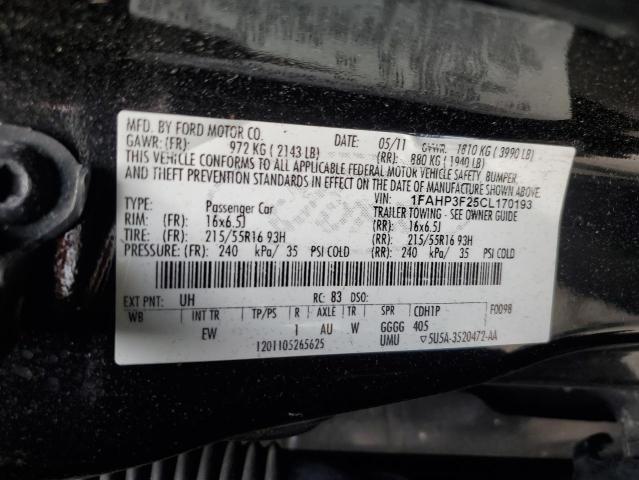 MFD. BY FORD MOTOR CO. DATE: 05/11 GVWR: 1810 KG ( 3990 LB)
GAWR: (FR): 972 KG ( 2143 LB) (RR): 880 KG ( 1940 LB)
THIS VEHICLE CONFORMS TO ALL APPLICABLE FEDERAL MOTOR VEHICLE SAFETY, BUMPER,
AND THEFT PREVENTION STANDARDS IN EFFECT ON THE DATE OF MANUFACTURE SHOWN ABOVE.
VIN: 1FAHP3F25CL170193
TYPE: Passenger Car TRAILER TOWING - SEE OWNER GUIDE
RIM: (FR): 16x6.5J (RR): 16x6.5J
TIRE: (FR): 215/55R16 93H (RR): 215/55R16 93H
PRESSURE: (FR): 240 kPa/ 35 PSI COLD (RR): 240 kPa/ 35 PSI COLD
EXT PNT: UH RC: 83 DSO: F0098
WB INT TR TP/PS R AXLE TR SPR CDH1P
EW 1 AU W GGGG 405
1201105265625 UMU ▽5U5A-3520472-AA